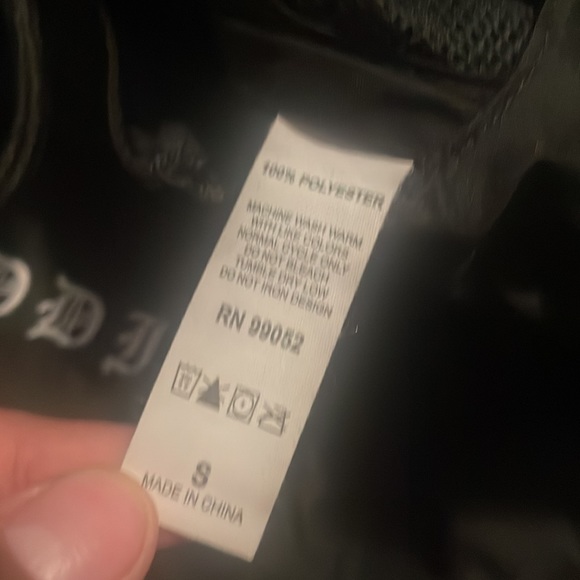 100% POLYESTER
MACHINE WASH WARM
WITH LIKE COLORS
NORMAL CYCLE ONLY
DO NOT BLEACH
TUMBLE DRY LOW
DO NOT IRON DESIGN
RN 99052
S
MADE IN CHINA